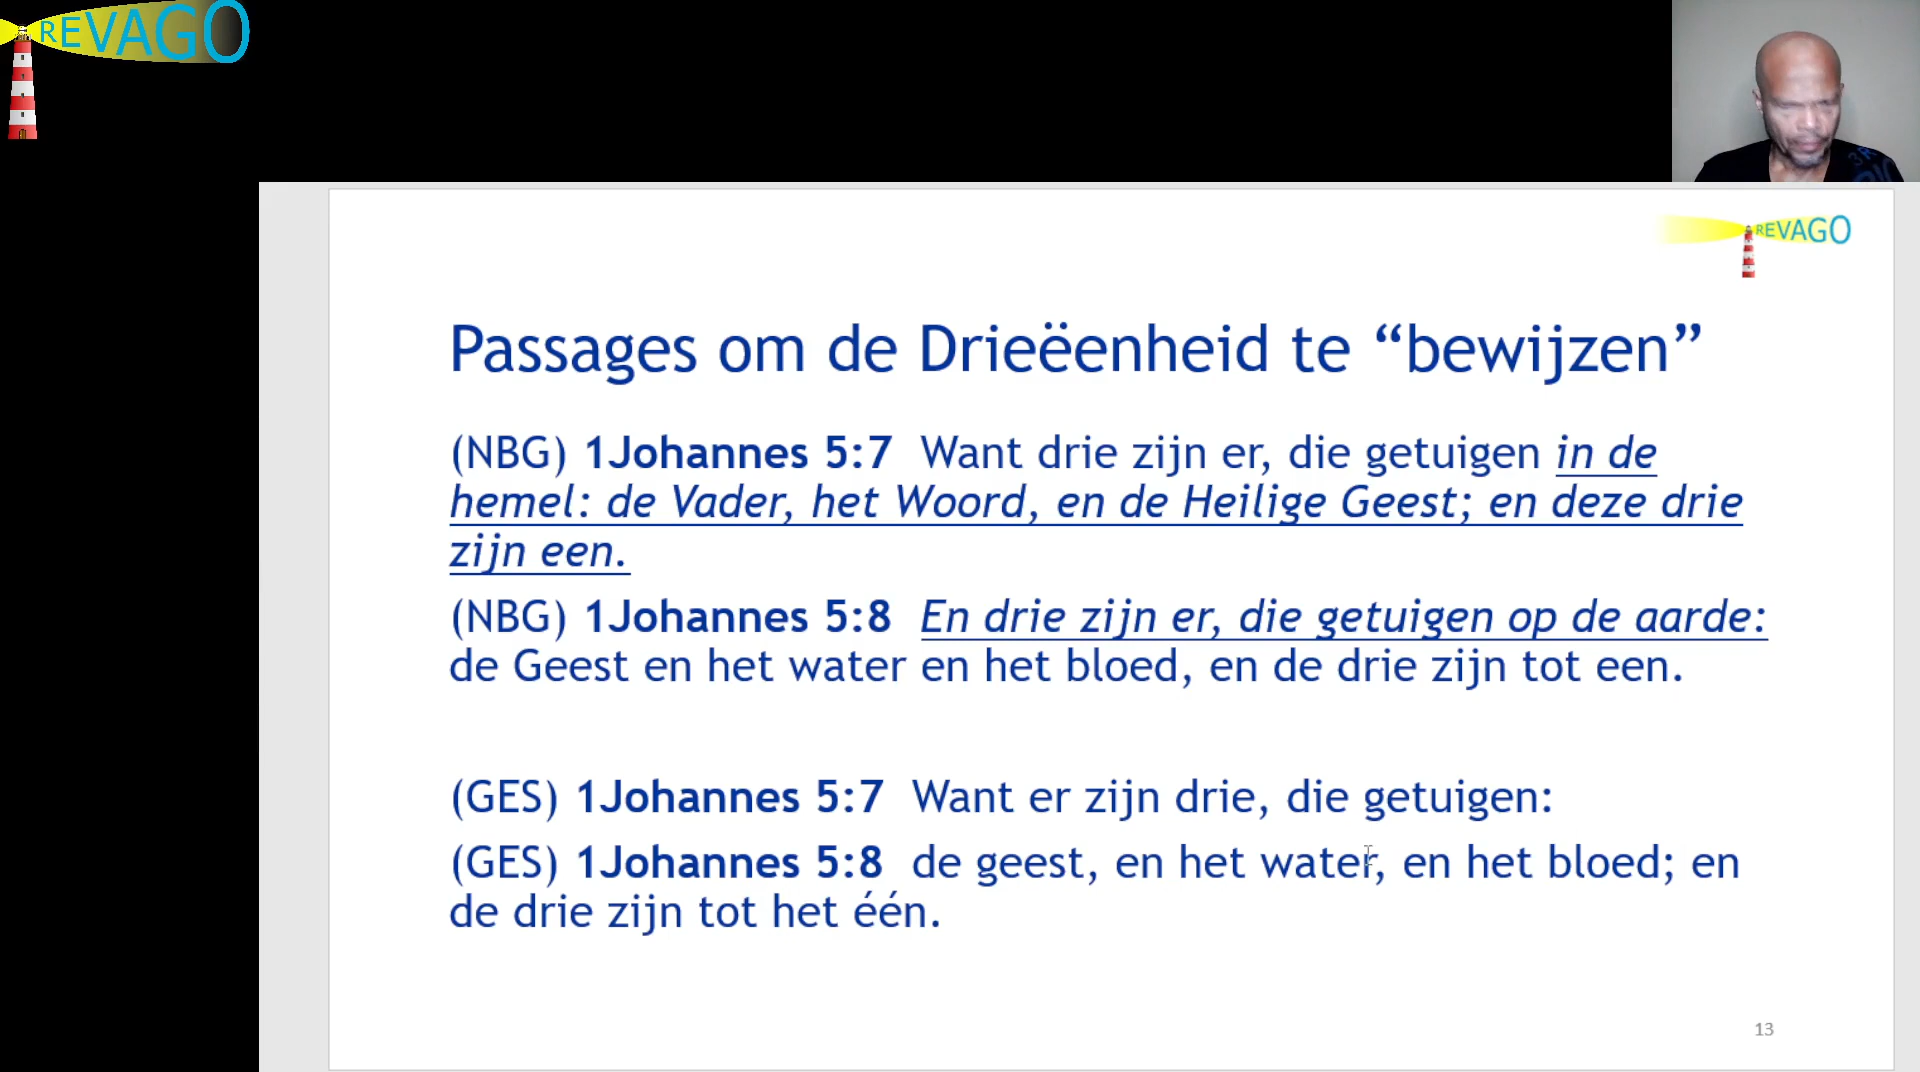 REVAGO
REVAGO
Passages om de Drieëenheid te “bewijzen”
(NBG) 1Johannes 5:7 Want drie zijn er, die getuigen in de
hemel: de Vader, het Woord, en de Heilige Geest; en deze drie
zijn een.
(NBG) 1Johannes 5:8 En drie zijn er, die getuigen op de aarde:
de Geest en het water en het bloed, en de drie zijn tot een.
(GES) 1Johannes 5:7 Want er zijn drie, die getuigen:
(GES) 1Johannes 5:8 de geest, en het water, en het bloed; en
de drie zijn tot het één.
13